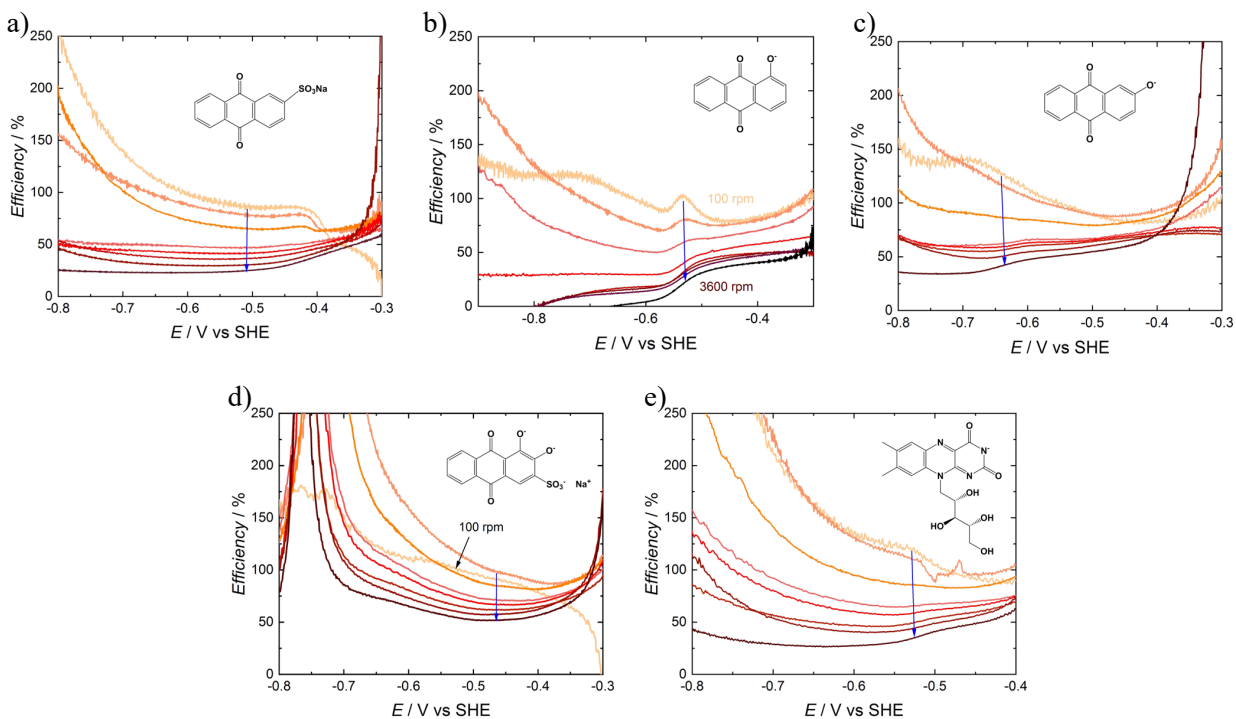 a)
250
200
150
100
50
0
Efficiency / %
O
SO₃Na
O
-0.8 -0.7 -0.6 -0.5 -0.4 -0.3
E / V vs SHE
b)
250
200
150
100
50
0
Efficiency / %
O O⁻
O
100 rpm
3600 rpm
-0.8 -0.6 -0.4
E / V vs SHE
c)
250
200
150
100
50
0
Efficiency / %
O
O⁻
O
-0.8 -0.7 -0.6 -0.5 -0.4 -0.3
E / V vs SHE
d)
250
200
150
100
50
0
Efficiency / %
O O⁻
O⁻
SO₃⁻ Na⁺
O
100 rpm
-0.8 -0.7 -0.6 -0.5 -0.4 -0.3
E / V vs SHE
e)
250
200
150
100
50
0
Efficiency / %
O
N N⁻
N N O
OH
HO OH
OH
-0.8 -0.7 -0.6 -0.5 -0.4
E / V vs SHE